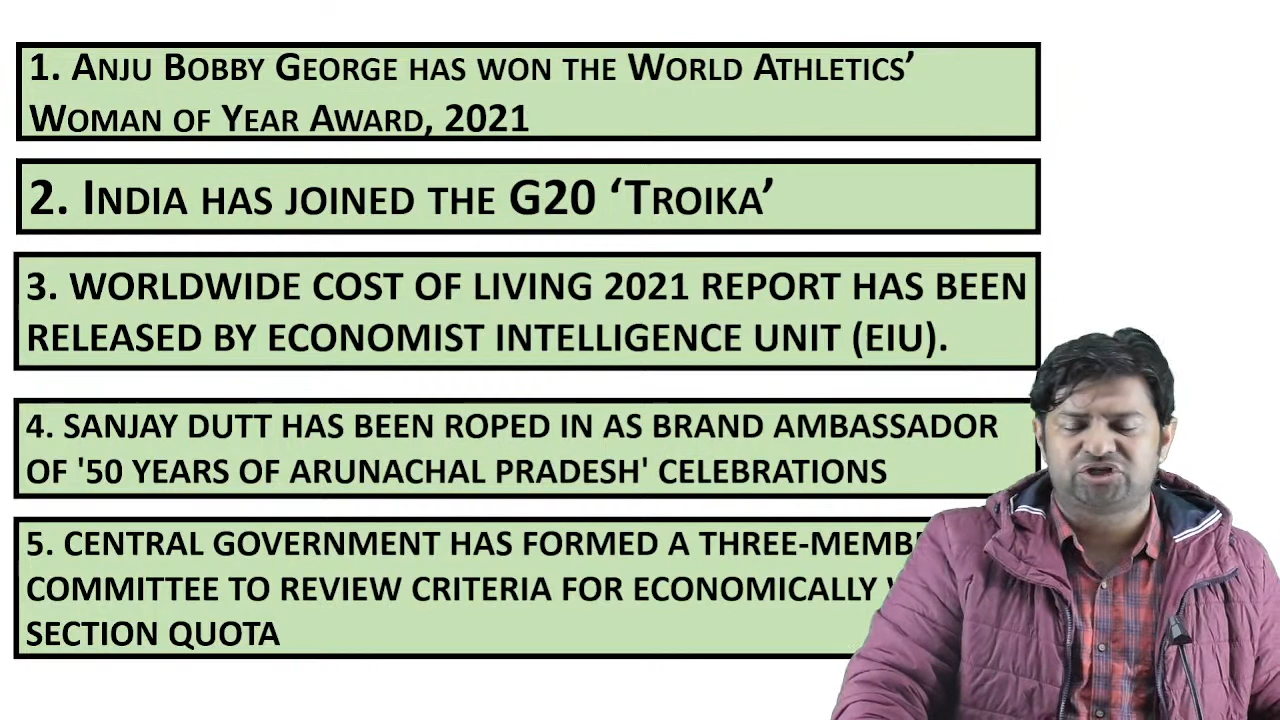 1. ANJU BOBBY GEORGE HAS WON THE WORLD ATHLETICS’
WOMAN OF YEAR AWARD, 2021
2. INDIA HAS JOINED THE G20 ‘TROIKA’
3. WORLDWIDE COST OF LIVING 2021 REPORT HAS BEEN
RELEASED BY ECONOMIST INTELLIGENCE UNIT (EIU).
4. SANJAY DUTT HAS BEEN ROPED IN AS BRAND AMBASSADOR
OF '50 YEARS OF ARUNACHAL PRADESH' CELEBRATIONS
5. CENTRAL GOVERNMENT HAS FORMED A
COMMITTEE TO REVIEW CRITERIA FOR ECONOMICALLY
SECTION QUOTA